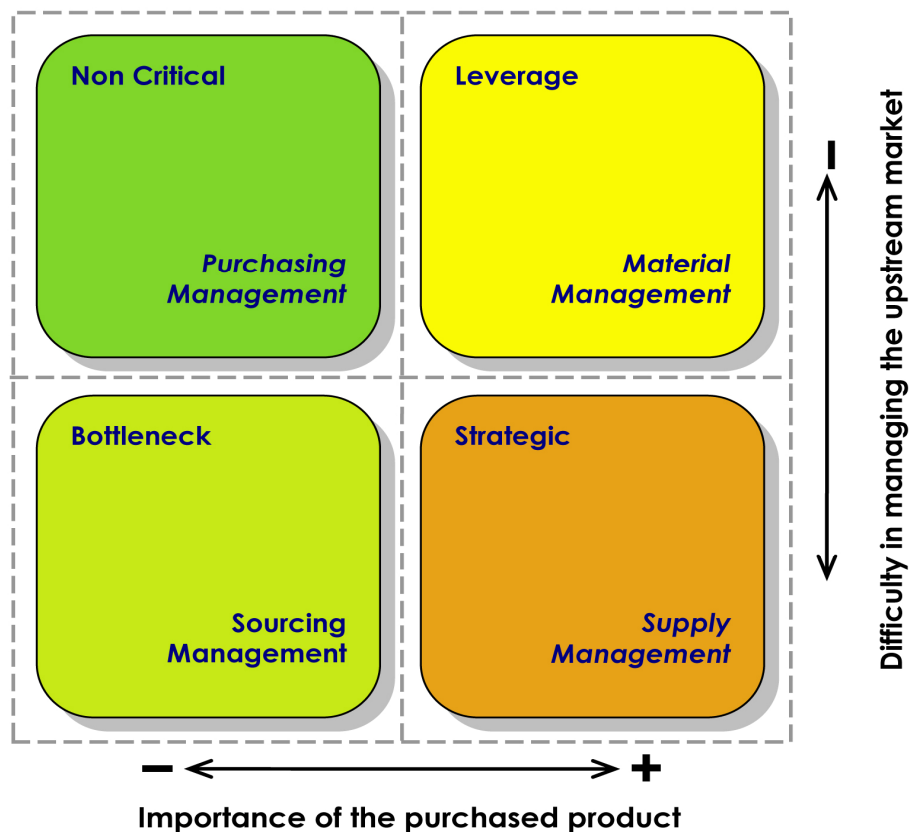 Non Critical
Purchasing
Management
Leverage
Material
Management
Bottleneck
Sourcing
Management
Strategic
Supply
Management
–
+
Importance of the purchased product
–
Difficulty in managing the upstream market